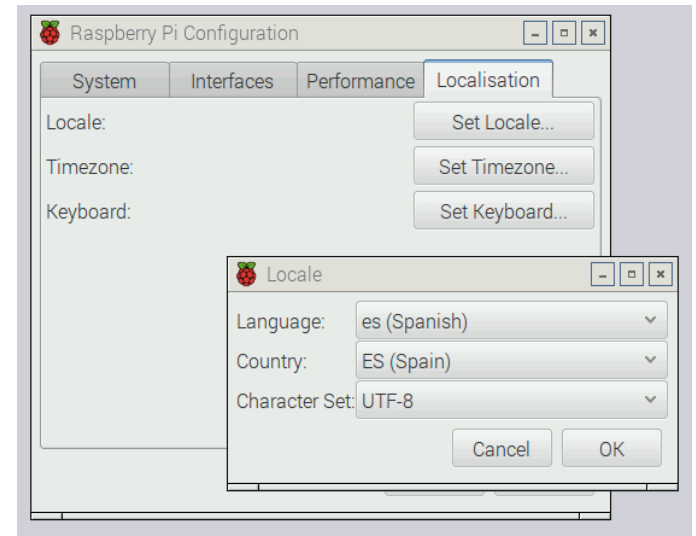 Raspberry Pi Configuration
System Interfaces Performance Localisation
Locale: Set Locale...
Timezone: Set Timezone...
Keyboard: Set Keyboard...
Locale
Language: es (Spanish)
Country: ES (Spain)
Character Set: UTF-8
Cancel OK